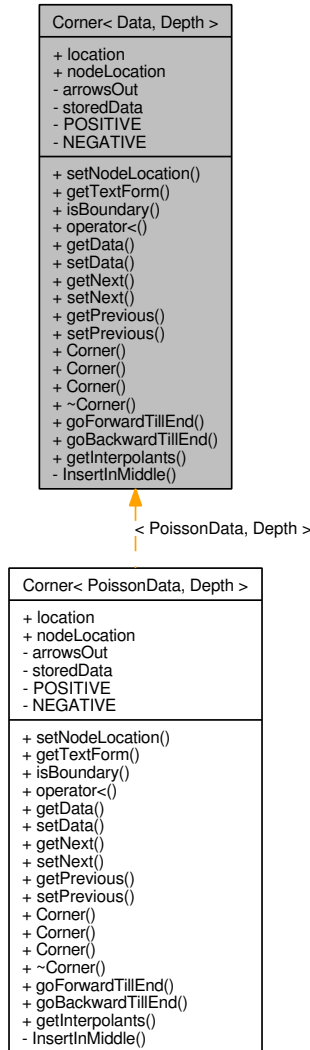 Corner< Data, Depth >
+ location
+ nodeLocation
- arrowsOut
- storedData
- POSITIVE
- NEGATIVE
+ setNodeLocation()
+ getTextForm()
+ isBoundary()
+ operator<()
+ getData()
+ setData()
+ getNext()
+ setNext()
+ getPrevious()
+ setPrevious()
+ Corner()
+ Corner()
+ Corner()
+ ~Corner()
+ goForwardTillEnd()
+ goBackwardTillEnd()
+ getInterpolants()
- InsertInMiddle()
< PoissonData, Depth >
Corner< PoissonData, Depth >
+ location
+ nodeLocation
- arrowsOut
- storedData
- POSITIVE
- NEGATIVE
+ setNodeLocation()
+ getTextForm()
+ isBoundary()
+ operator<()
+ getData()
+ setData()
+ getNext()
+ setNext()
+ getPrevious()
+ setPrevious()
+ Corner()
+ Corner()
+ Corner()
+ ~Corner()
+ goForwardTillEnd()
+ goBackwardTillEnd()
+ getInterpolants()
- InsertInMiddle()